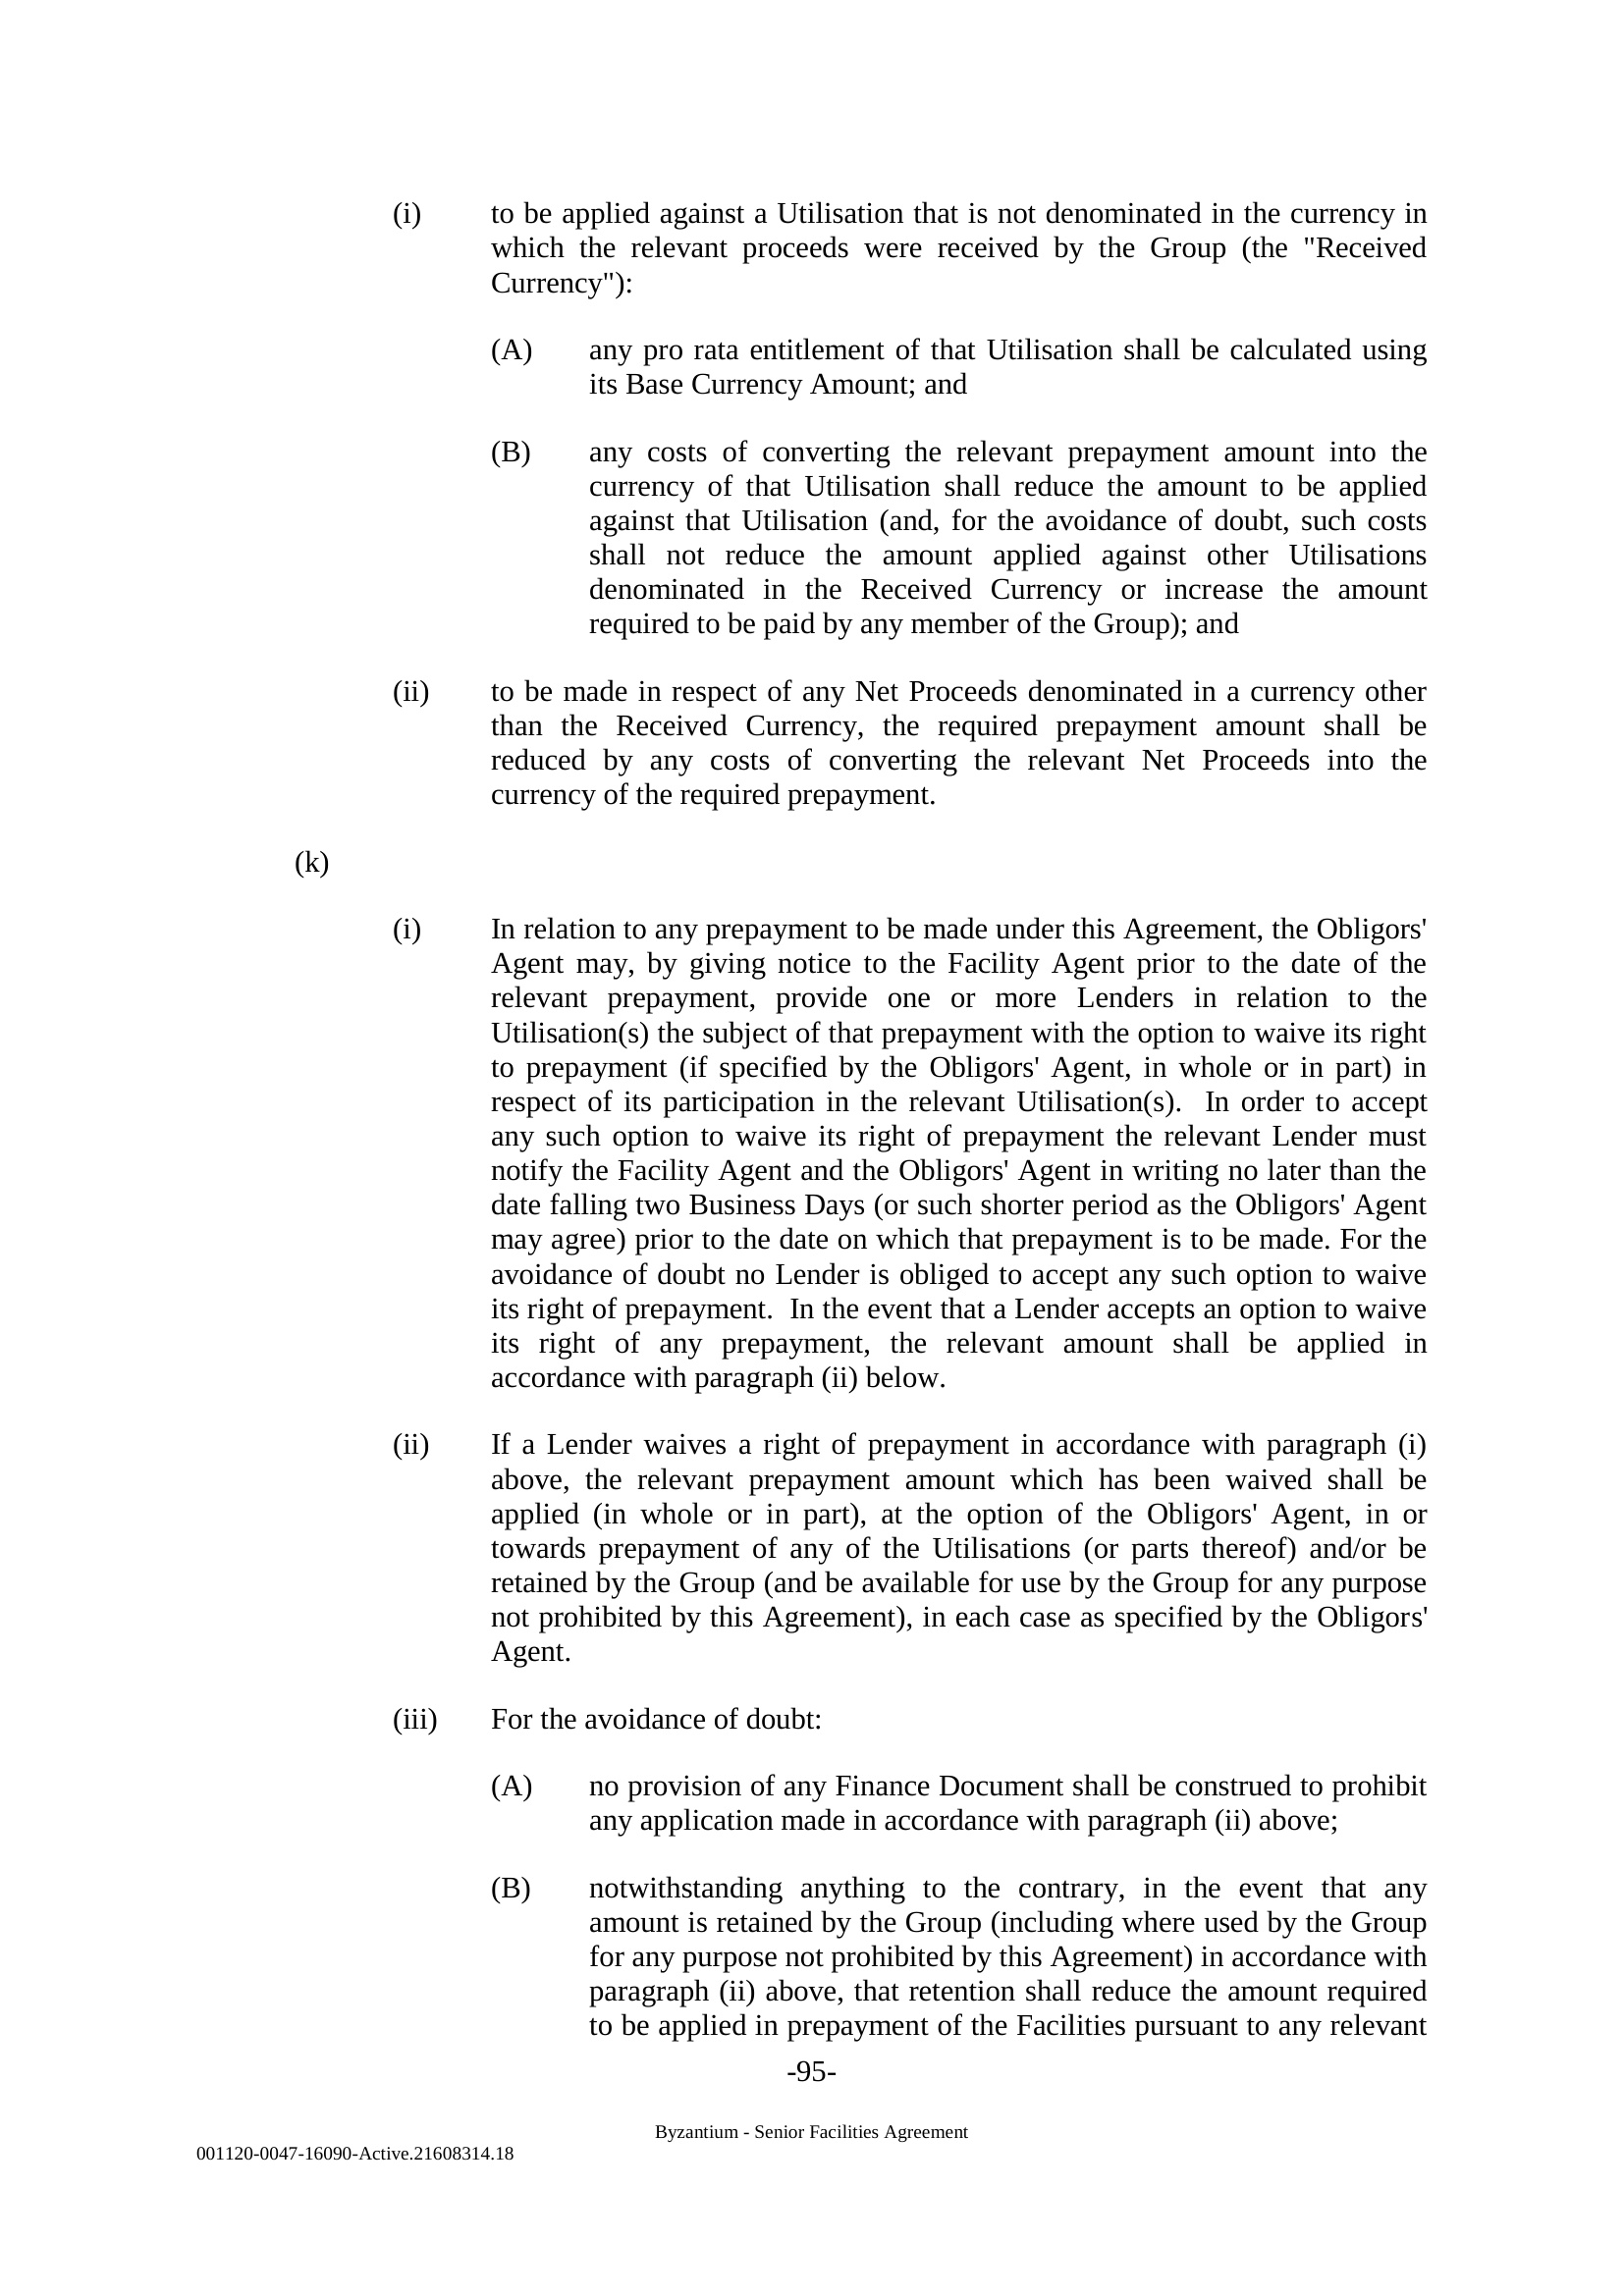 (i) to be applied against a Utilisation that is not denominated in the currency in
which the relevant proceeds were received by the Group (the "Received
Currency"):
(A) any pro rata entitlement of that Utilisation shall be calculated using
its Base Currency Amount; and
(B) any costs of converting the relevant prepayment amount into the
currency of that Utilisation shall reduce the amount to be applied
against that Utilisation (and, for the avoidance of doubt, such costs
shall not reduce the amount applied against other Utilisations
denominated in the Received Currency or increase the amount
required to be paid by any member of the Group); and
(ii) to be made in respect of any Net Proceeds denominated in a currency other
than the Received Currency, the required prepayment amount shall be
reduced by any costs of converting the relevant Net Proceeds into the
currency of the required prepayment.
(k)
(i) In relation to any prepayment to be made under this Agreement, the Obligors'
Agent may, by giving notice to the Facility Agent prior to the date of the
relevant prepayment, provide one or more Lenders in relation to the
Utilisation(s) the subject of that prepayment with the option to waive its right
to prepayment (if specified by the Obligors' Agent, in whole or in part) in
respect of its participation in the relevant Utilisation(s).  In order to accept
any such option to waive its right of prepayment the relevant Lender must
notify the Facility Agent and the Obligors' Agent in writing no later than the
date falling two Business Days (or such shorter period as the Obligors' Agent
may agree) prior to the date on which that prepayment is to be made. For the
avoidance of doubt no Lender is obliged to accept any such option to waive
its right of prepayment.  In the event that a Lender accepts an option to waive
its right of any prepayment, the relevant amount shall be applied in
accordance with paragraph (ii) below.
(ii) If a Lender waives a right of prepayment in accordance with paragraph (i)
above, the relevant prepayment amount which has been waived shall be
applied (in whole or in part), at the option of the Obligors' Agent, in or
towards prepayment of any of the Utilisations (or parts thereof) and/or be
retained by the Group (and be available for use by the Group for any purpose
not prohibited by this Agreement), in each case as specified by the Obligors'
Agent.
(iii) For the avoidance of doubt:
(A) no provision of any Finance Document shall be construed to prohibit
any application made in accordance with paragraph (ii) above;
(B) notwithstanding anything to the contrary, in the event that any
amount is retained by the Group (including where used by the Group
for any purpose not prohibited by this Agreement) in accordance with
paragraph (ii) above, that retention shall reduce the amount required
to be applied in prepayment of the Facilities pursuant to any relevant
-95-
Byzantium - Senior Facilities Agreement
001120-0047-16090-Active.21608314.18